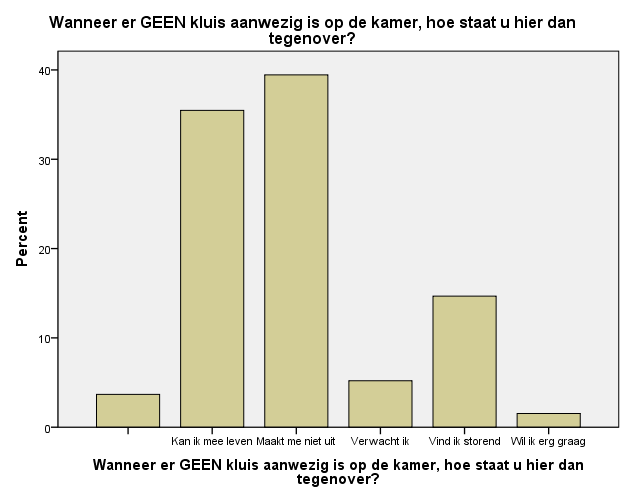 Wanneer er GEEN kluis aanwezig is op de kamer, hoe staat u hier dan
tegenover?
40
30
20
10
0
Percent
Kan ik mee leven Maakt me niet uit Verwacht ik Vind ik storend Wil ik erg graag
Wanneer er GEEN kluis aanwezig is op de kamer, hoe staat u hier dan
tegenover?